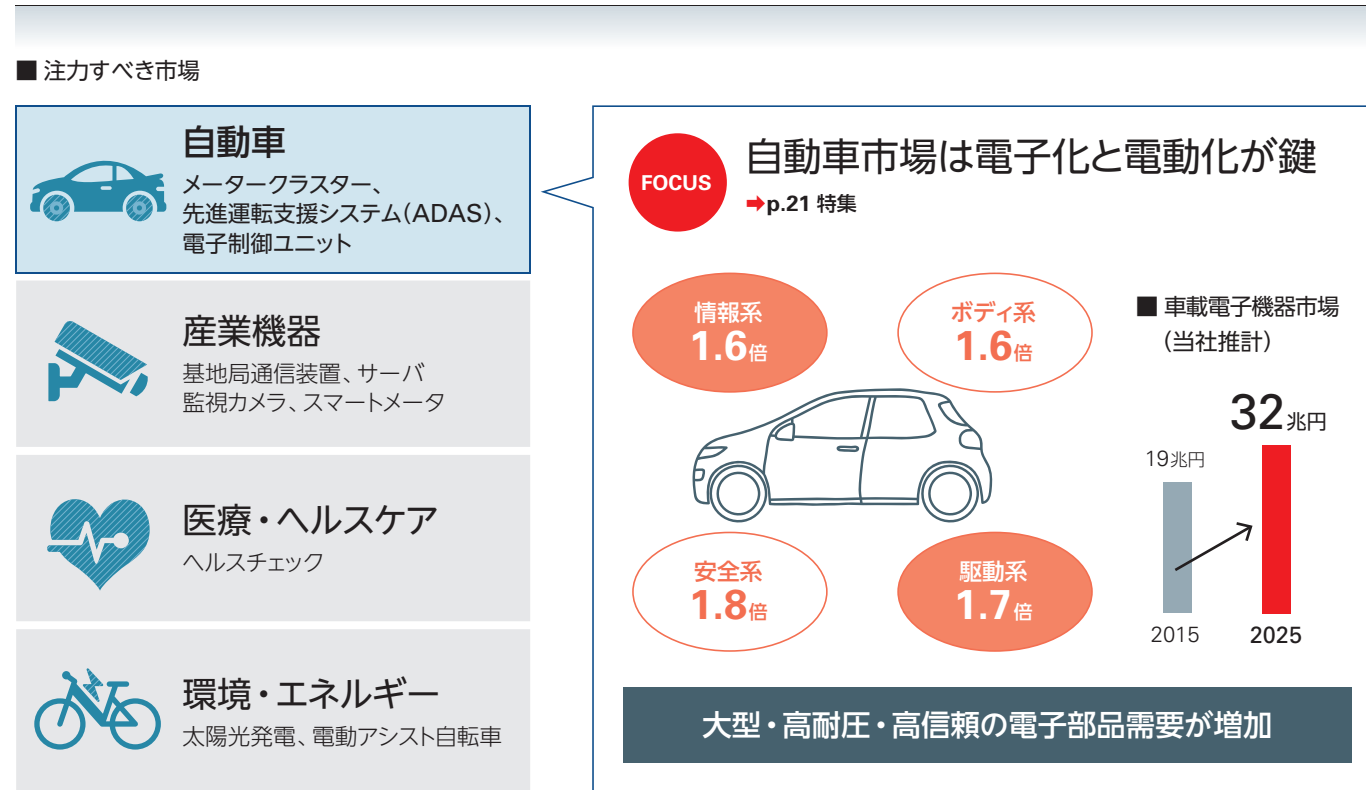 ■ 注力すべき市場
自動車
メータークラスター、
先進運転支援システム(ADAS)、
電子制御ユニット
産業機器
基地局通信装置、サーバ
監視カメラ、スマートメータ
医療・ヘルスケア
ヘルスチェック
環境・エネルギー
太陽光発電、電動アシスト自転車
FOCUS
自動車市場は電子化と電動化が鍵
➡p.21 特集
情報系
1.6倍
ボディ系
1.6倍
安全系
1.8倍
駆動系
1.7倍
■ 車載電子機器市場
(当社推計)
32兆円
19兆円
2015
2025
大型・高耐圧・高信頼の電子部品需要が増加